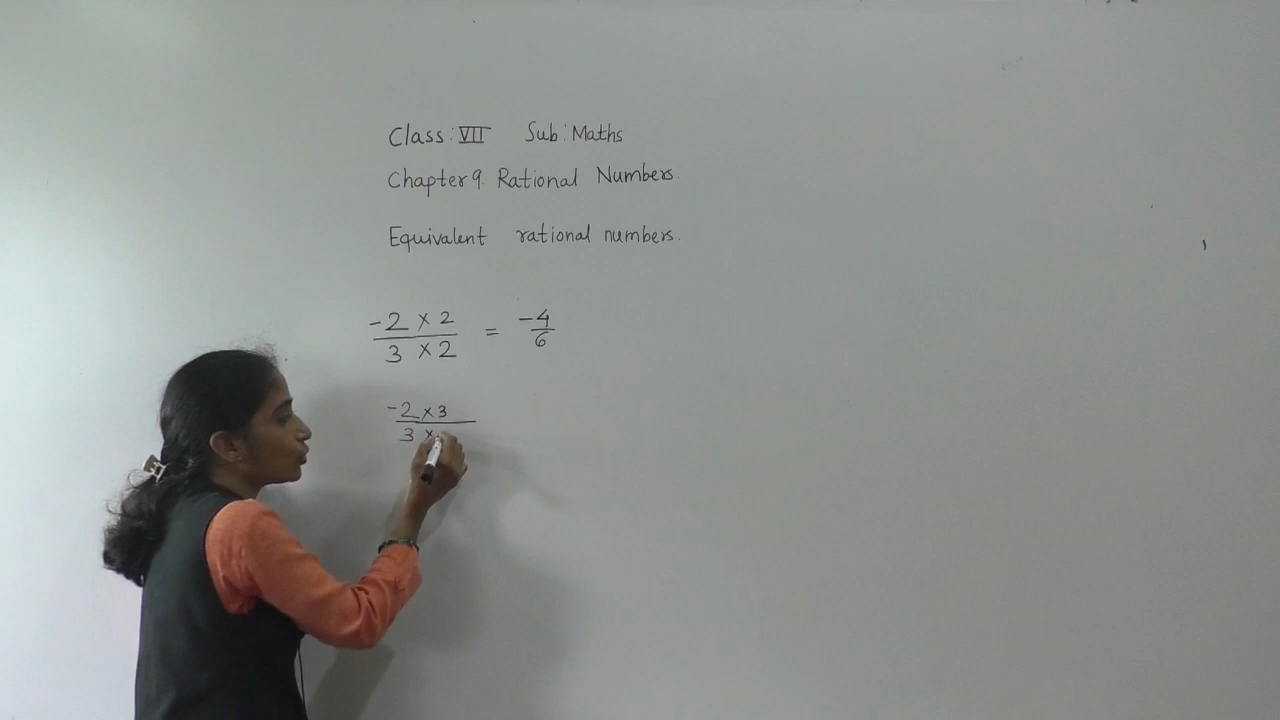 Class : VII Sub : Maths
Chapter 9. Rational Numbers.
Equivalent rational numbers.
-2 × 2 / 3 × 2 = -4 / 6
-2 × 3 / 3 ×